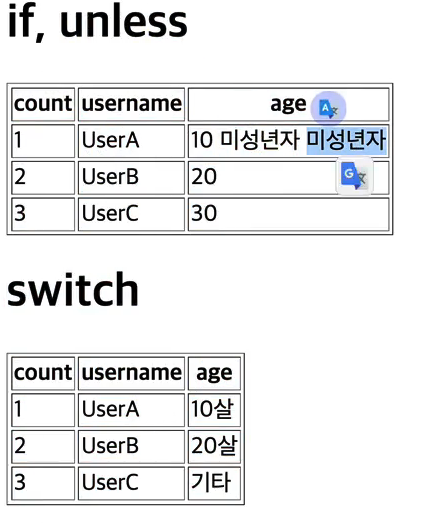 if, unless
count username age
1 UserA 10 미성년자 미성년자
2 UserB 20
3 UserC 30
switch
count username age
1 UserA 10살
2 UserB 20살
3 UserC 기타